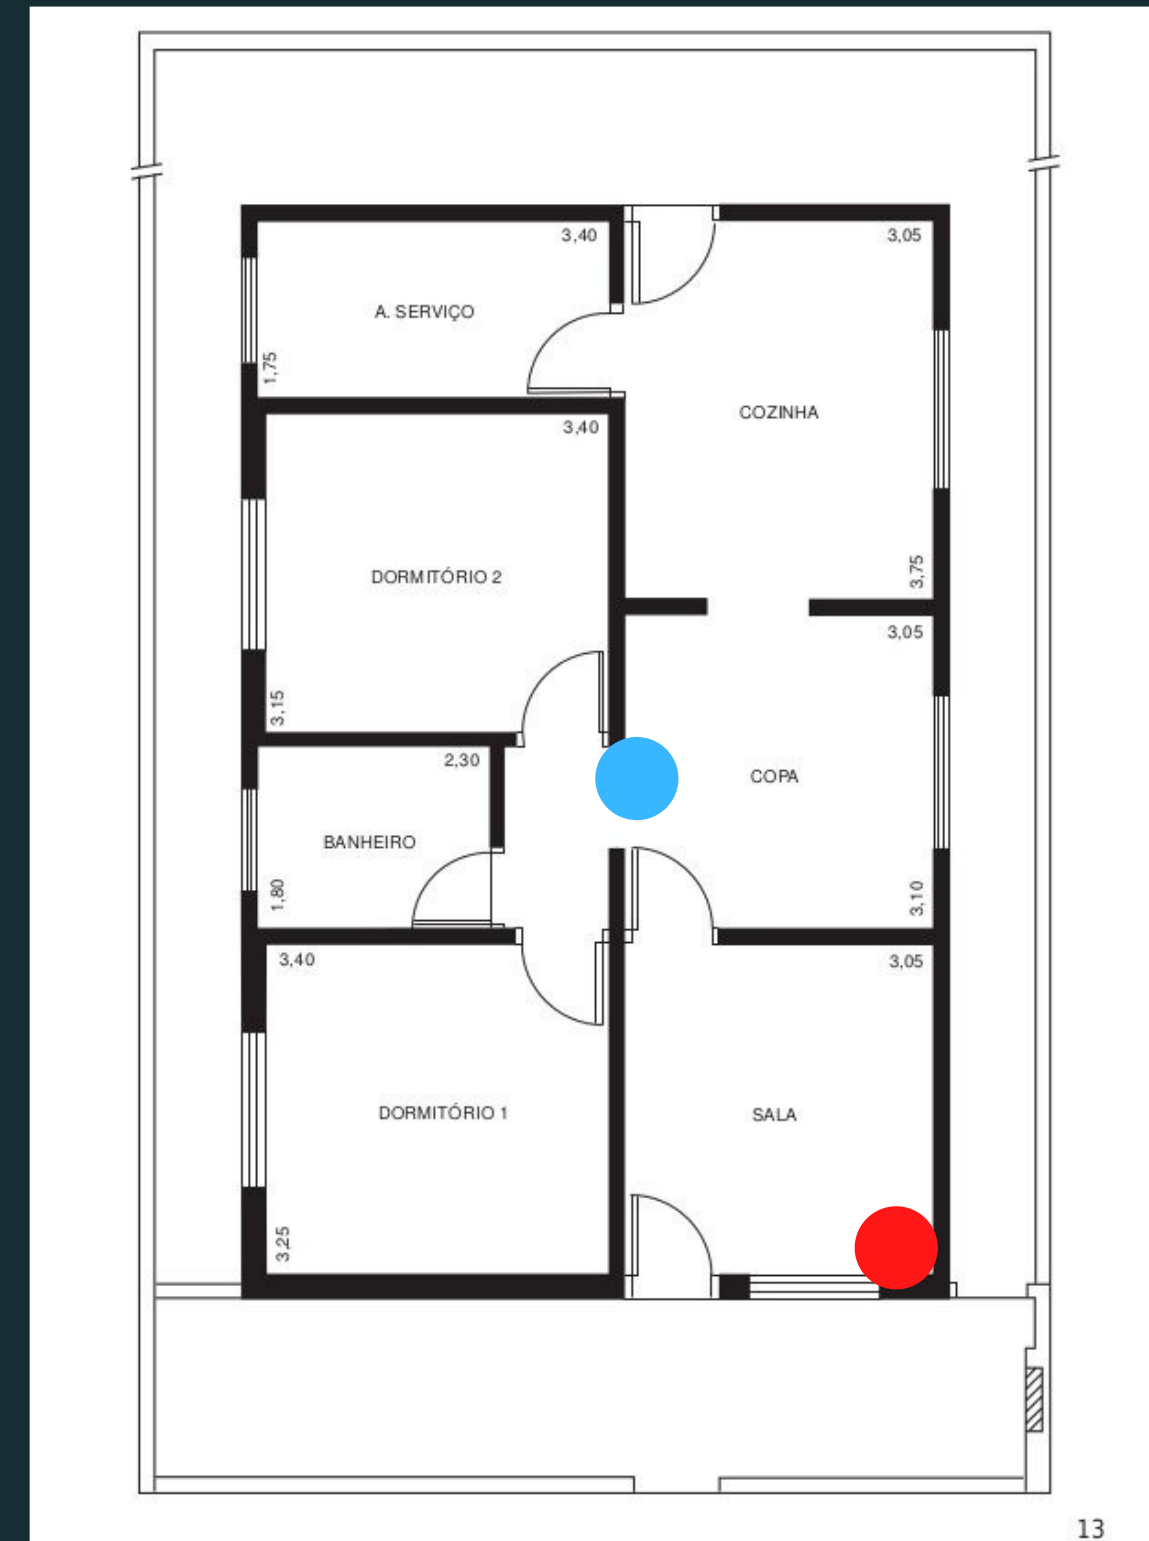 3,40
3,05
A. SERVIÇO
1,75
COZINHA
3,40
3,75
DORMITÓRIO 2
3,05
3,15
2,30
COPA
BANHEIRO
1,80
3,10
3,40
3,05
DORMITÓRIO 1
SALA
3,25
13